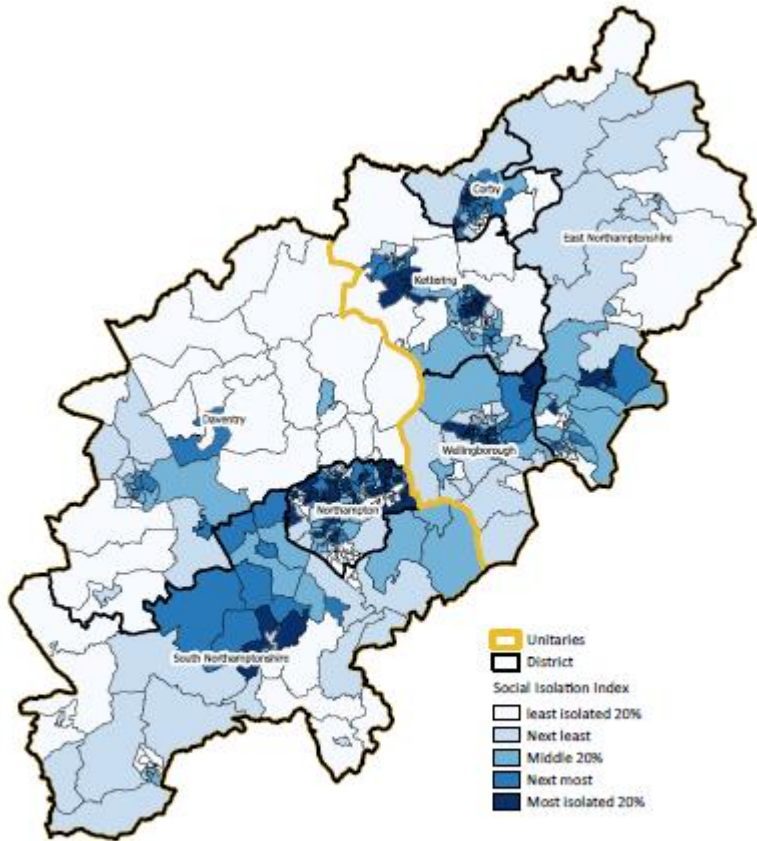 Corby
East Northamptonshire
Kettering
Daventry
Wellingborough
Northampton
South Northamptonshire
Unitaries
District
Social Isolation Index
least isolated 20%
Next least
Middle 20%
Next most
Most isolated 20%